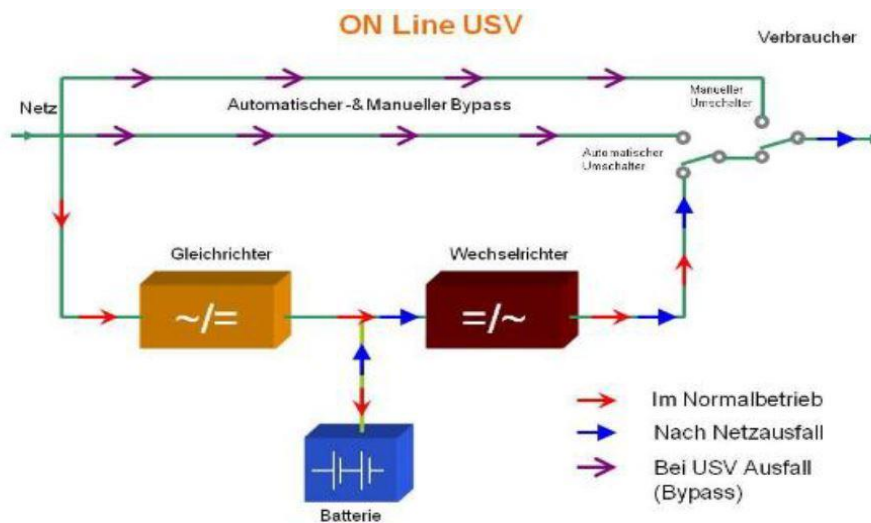 ON Line USV
Verbraucher
Netz
Automatischer -& Manueller Bypass
Manueller
Umschalter
Automatischer
Umschalter
Gleichrichter
Wechselrichter
~/=
=/~
Im Normalbetrieb
Nach Netzausfall
Bei USV Ausfall
(Bypass)
Batterie